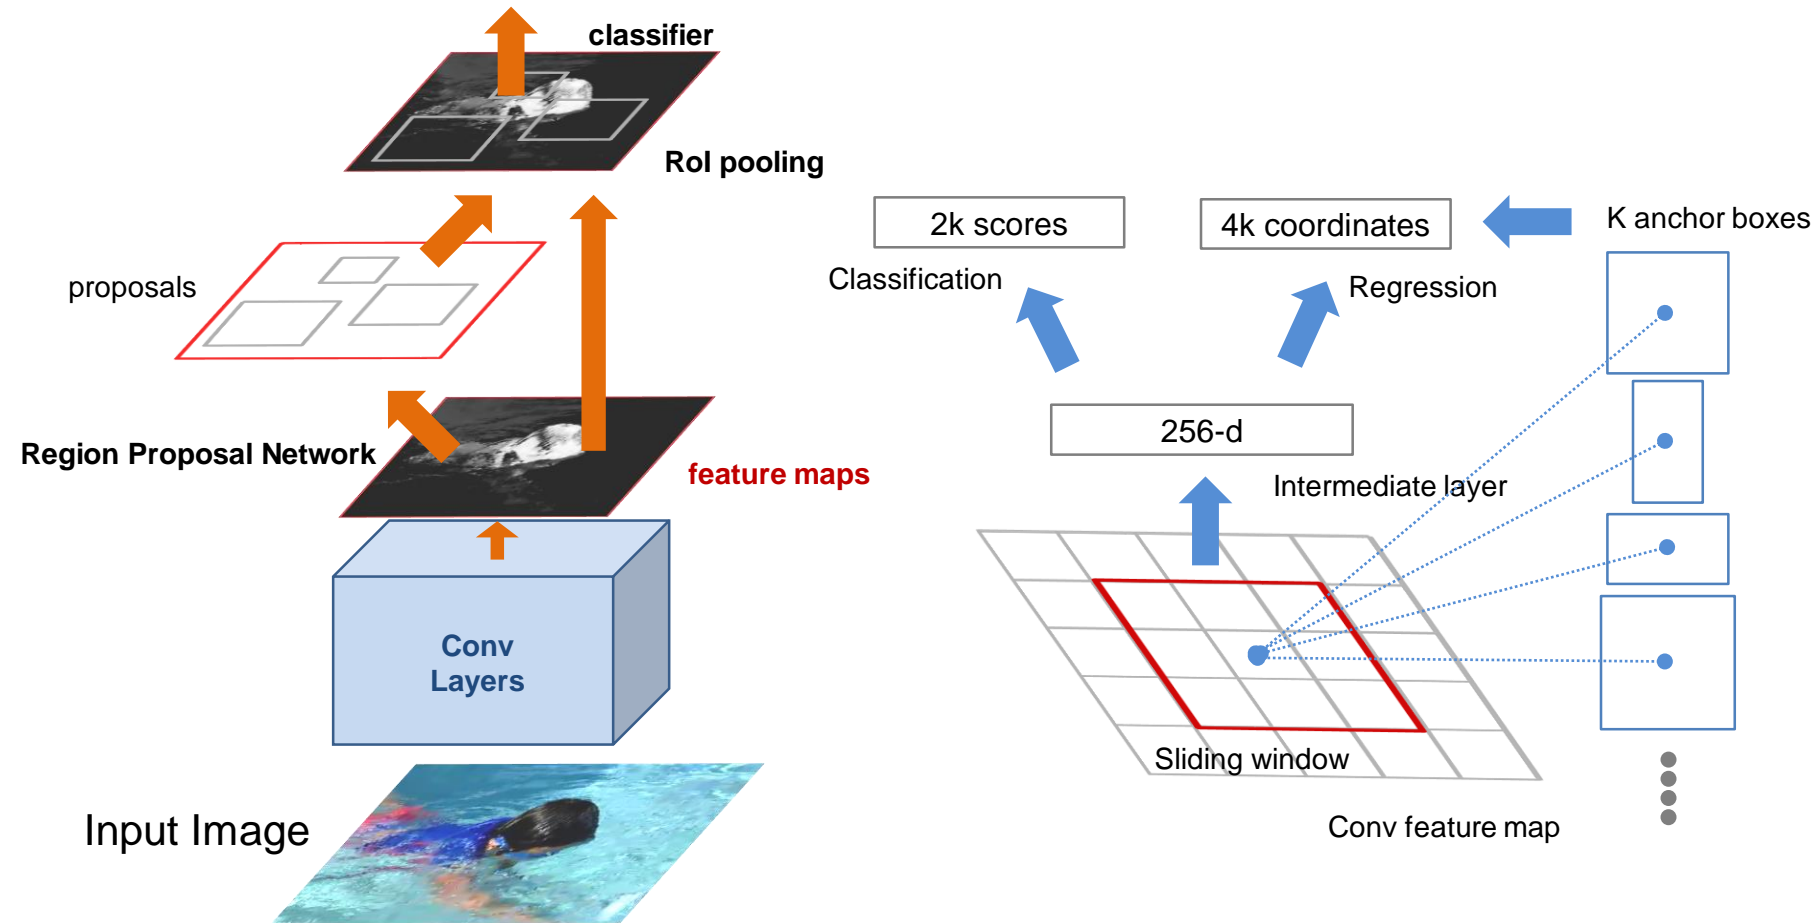 classifier
RoI pooling
proposals
Region Proposal Network
feature maps
Conv
Layers
Input Image
2k scores
4k coordinates
K anchor boxes
Classification
Regression
256-d
Intermediate layer
Sliding window
Conv feature map